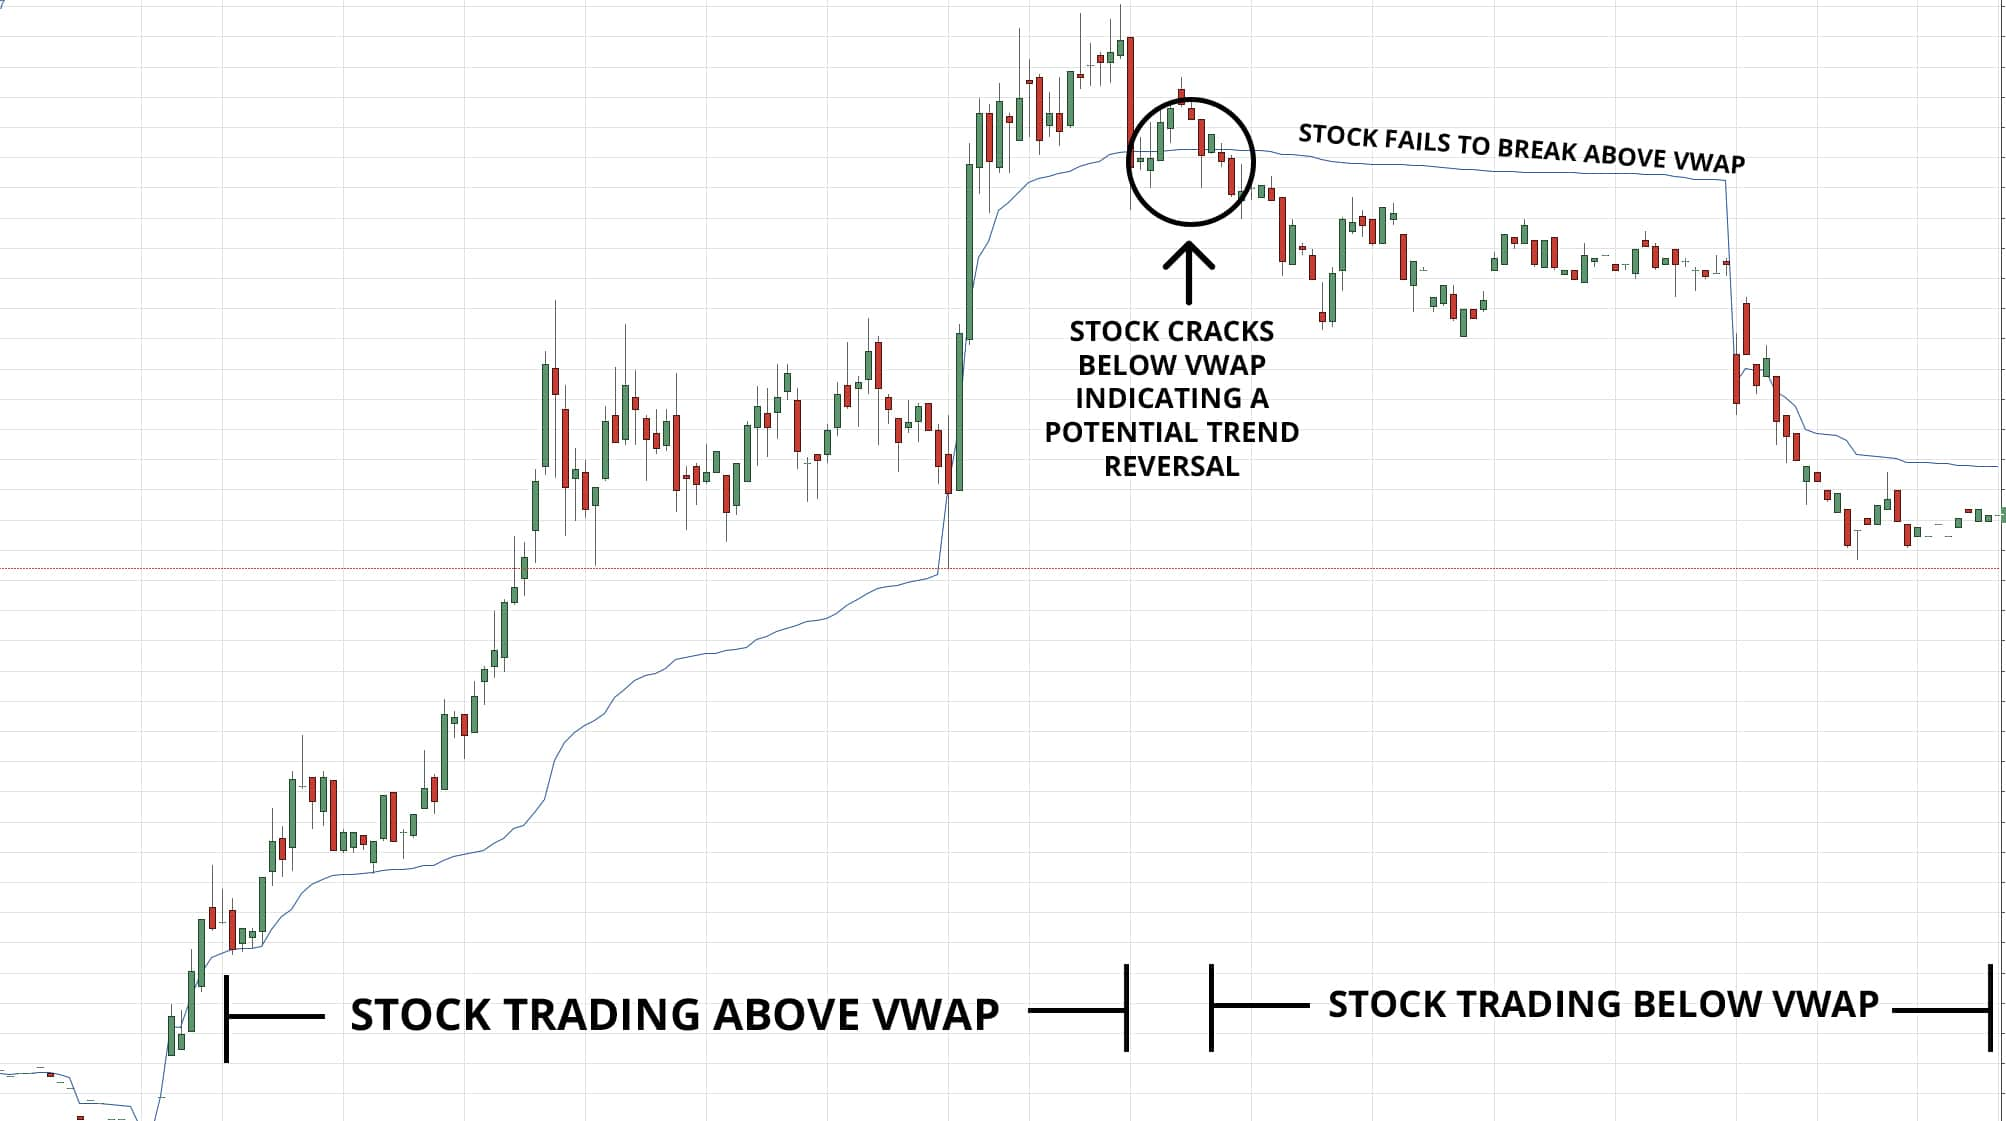 STOCK FAILS TO BREAK ABOVE VWAP
STOCK CRACKS
BELOW VWAP
INDICATING A
POTENTIAL TREND
REVERSAL
STOCK TRADING ABOVE VWAP
STOCK TRADING BELOW VWAP